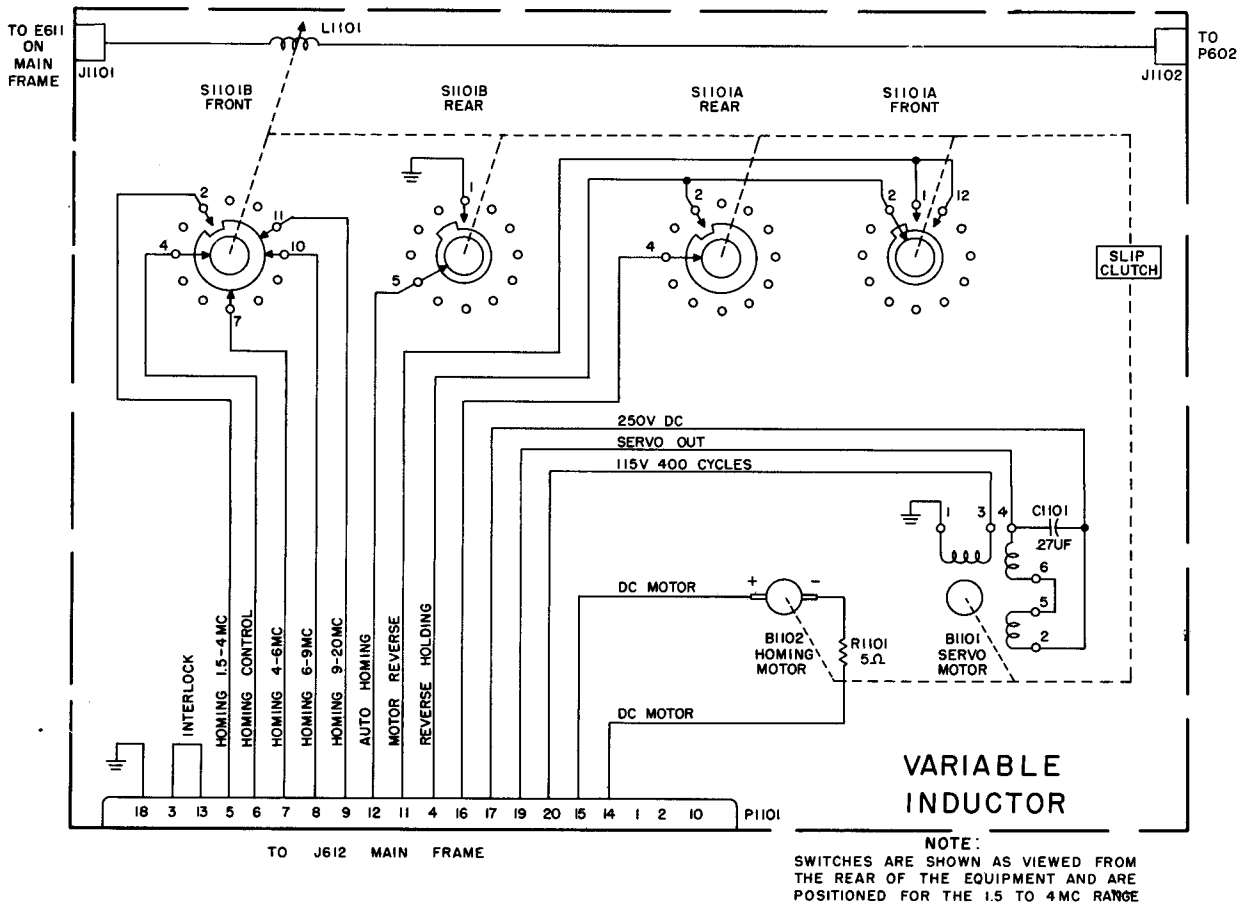 TO E611
ON
MAIN
FRAME
J1101
L1101
TO
P602
J1102
S1101B
FRONT
S1101B
REAR
S1101A
REAR
S1101A
FRONT
2
11
4
10
7
1
5
2
4
2
1
12
SLIP
CLUTCH
250V DC
SERVO OUT
115V 400 CYCLES
1
3
4
C1101
.27UF
6
5
2
DC MOTOR
+
-
B1102
HOMING
MOTOR
R1101
5Ω
B1101
SERVO
MOTOR
DC MOTOR
INTERLOCK
HOMING 1.5-4MC
HOMING CONTROL
HOMING 4-6MC
HOMING 6-9MC
HOMING 9-20MC
AUTO HOMING
MOTOR REVERSE
REVERSE HOLDING
VARIABLE
INDUCTOR
18 3 13 5 6 7 8 9 12 11 4 16 17 19 20 15 14 1 2 10 P1101
TO J612 MAIN FRAME
NOTE:
SWITCHES ARE SHOWN AS VIEWED FROM
THE REAR OF THE EQUIPMENT AND ARE
POSITIONED FOR THE 1.5 TO 4MC RANGE